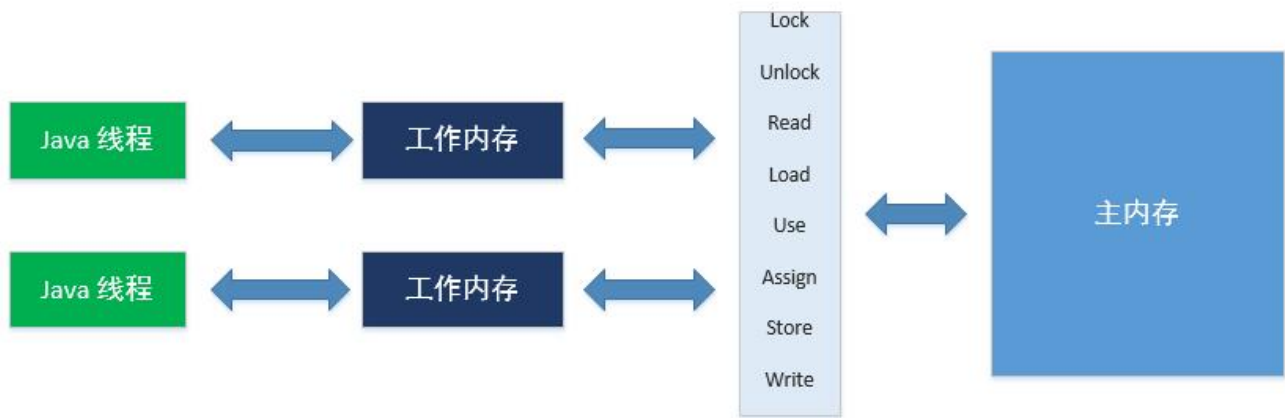 Java 线程
工作内存
Java 线程
工作内存
Lock
Unlock
Read
Load
Use
Assign
Store
Write
主内存